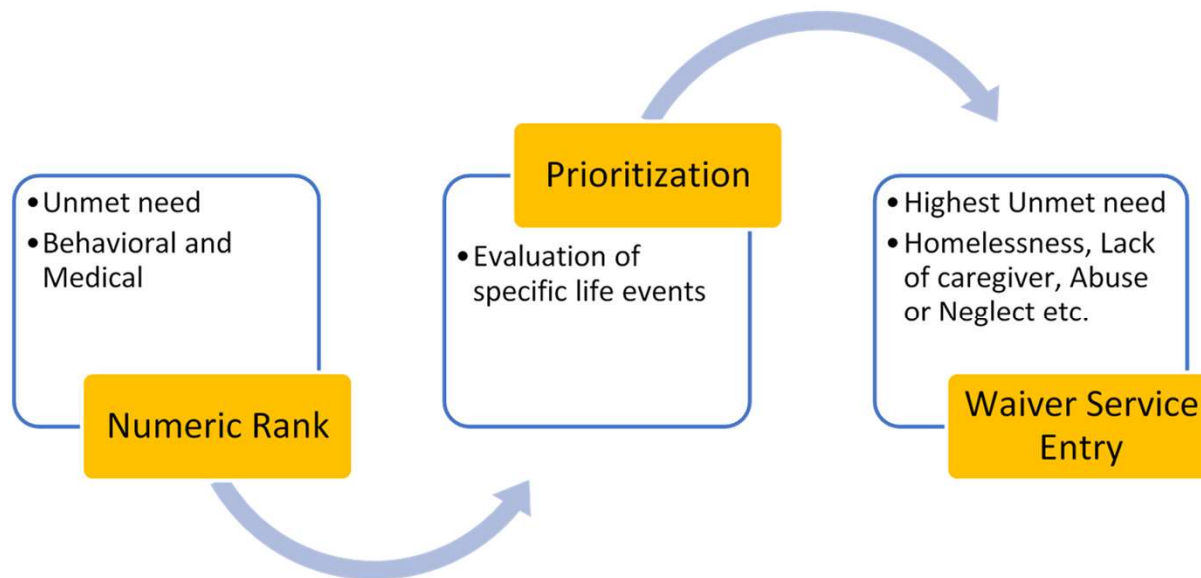 •Unmet need
•Behavioral and
Medical
Numeric Rank
Prioritization
•Evaluation of
specific life events
•Highest Unmet need
•Homelessness, Lack
of caregiver, Abuse
or Neglect etc.
Waiver Service
Entry